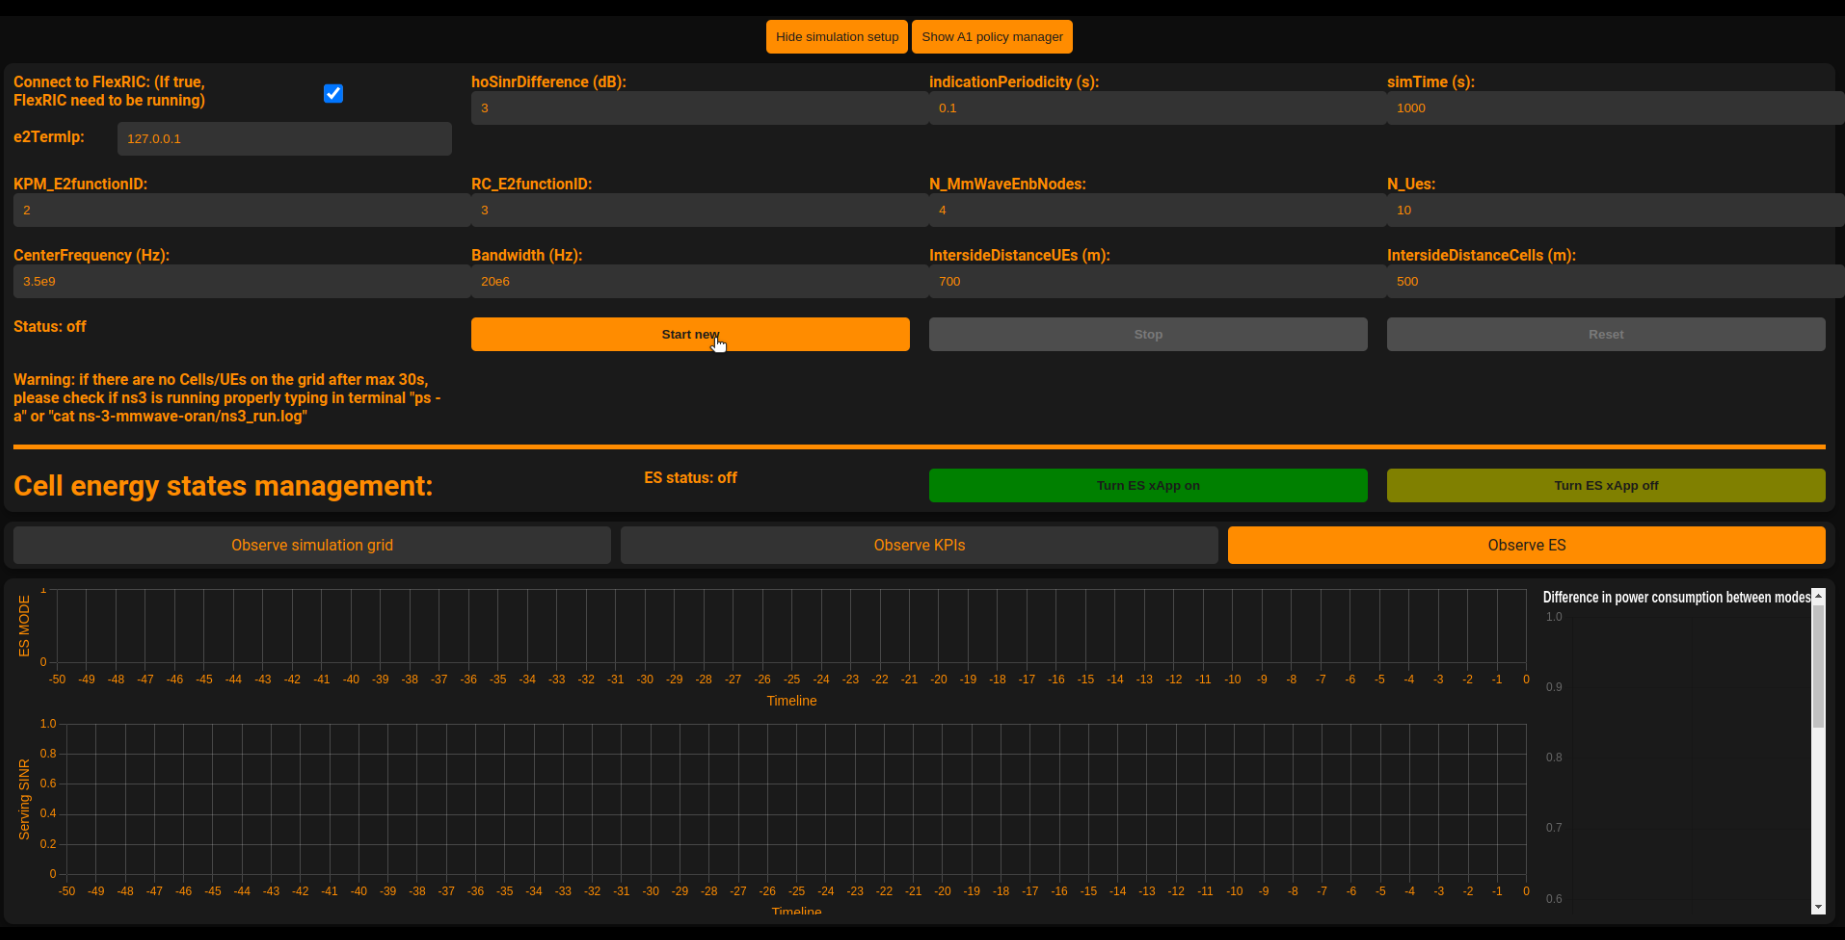 Hide simulation setup
Show A1 policy manager
Connect to FlexRIC: (If true,
FlexRIC need to be running)
e2TermIp:
127.0.0.1
hoSinrDifference (dB):
3
indicationPeriodicity (s):
0.1
simTime (s):
1000
KPM_E2functionID:
2
RC_E2functionID:
3
N_MmWaveEnbNodes:
4
N_Ues:
10
CenterFrequency (Hz):
3.5e9
Bandwidth (Hz):
20e6
IntersideDistanceUEs (m):
700
IntersideDistanceCells (m):
500
Status: off
Start new
Stop
Reset
Warning: if there are no Cells/UEs on the grid after max 30s,
please check if ns3 is running properly typing in terminal "ps -
a" or "cat ns-3-mmwave-oran/ns3_run.log"
Cell energy states management:
ES status: off
Turn ES xApp on
Turn ES xApp off
Observe simulation grid
Observe KPIs
Observe ES
ES MODE
1
0
-50 -49 -48 -47 -46 -45 -44 -43 -42 -41 -40 -39 -38 -37 -36 -35 -34 -33 -32 -31 -30 -29 -28 -27 -26 -25 -24 -23 -22 -21 -20 -19 -18 -17 -16 -15 -14 -13 -12 -11 -10 -9 -8 -7 -6 -5 -4 -3 -2 -1 0
Timeline
Serving SINR
1.0
0.8
0.6
0.4
0.2
0
-50 -49 -48 -47 -46 -45 -44 -43 -42 -41 -40 -39 -38 -37 -36 -35 -34 -33 -32 -31 -30 -29 -28 -27 -26 -25 -24 -23 -22 -21 -20 -19 -18 -17 -16 -15 -14 -13 -12 -11 -10 -9 -8 -7 -6 -5 -4 -3 -2 -1 0
Timeline
Difference in power consumption between modes
1.0
0.9
0.8
0.7
0.6